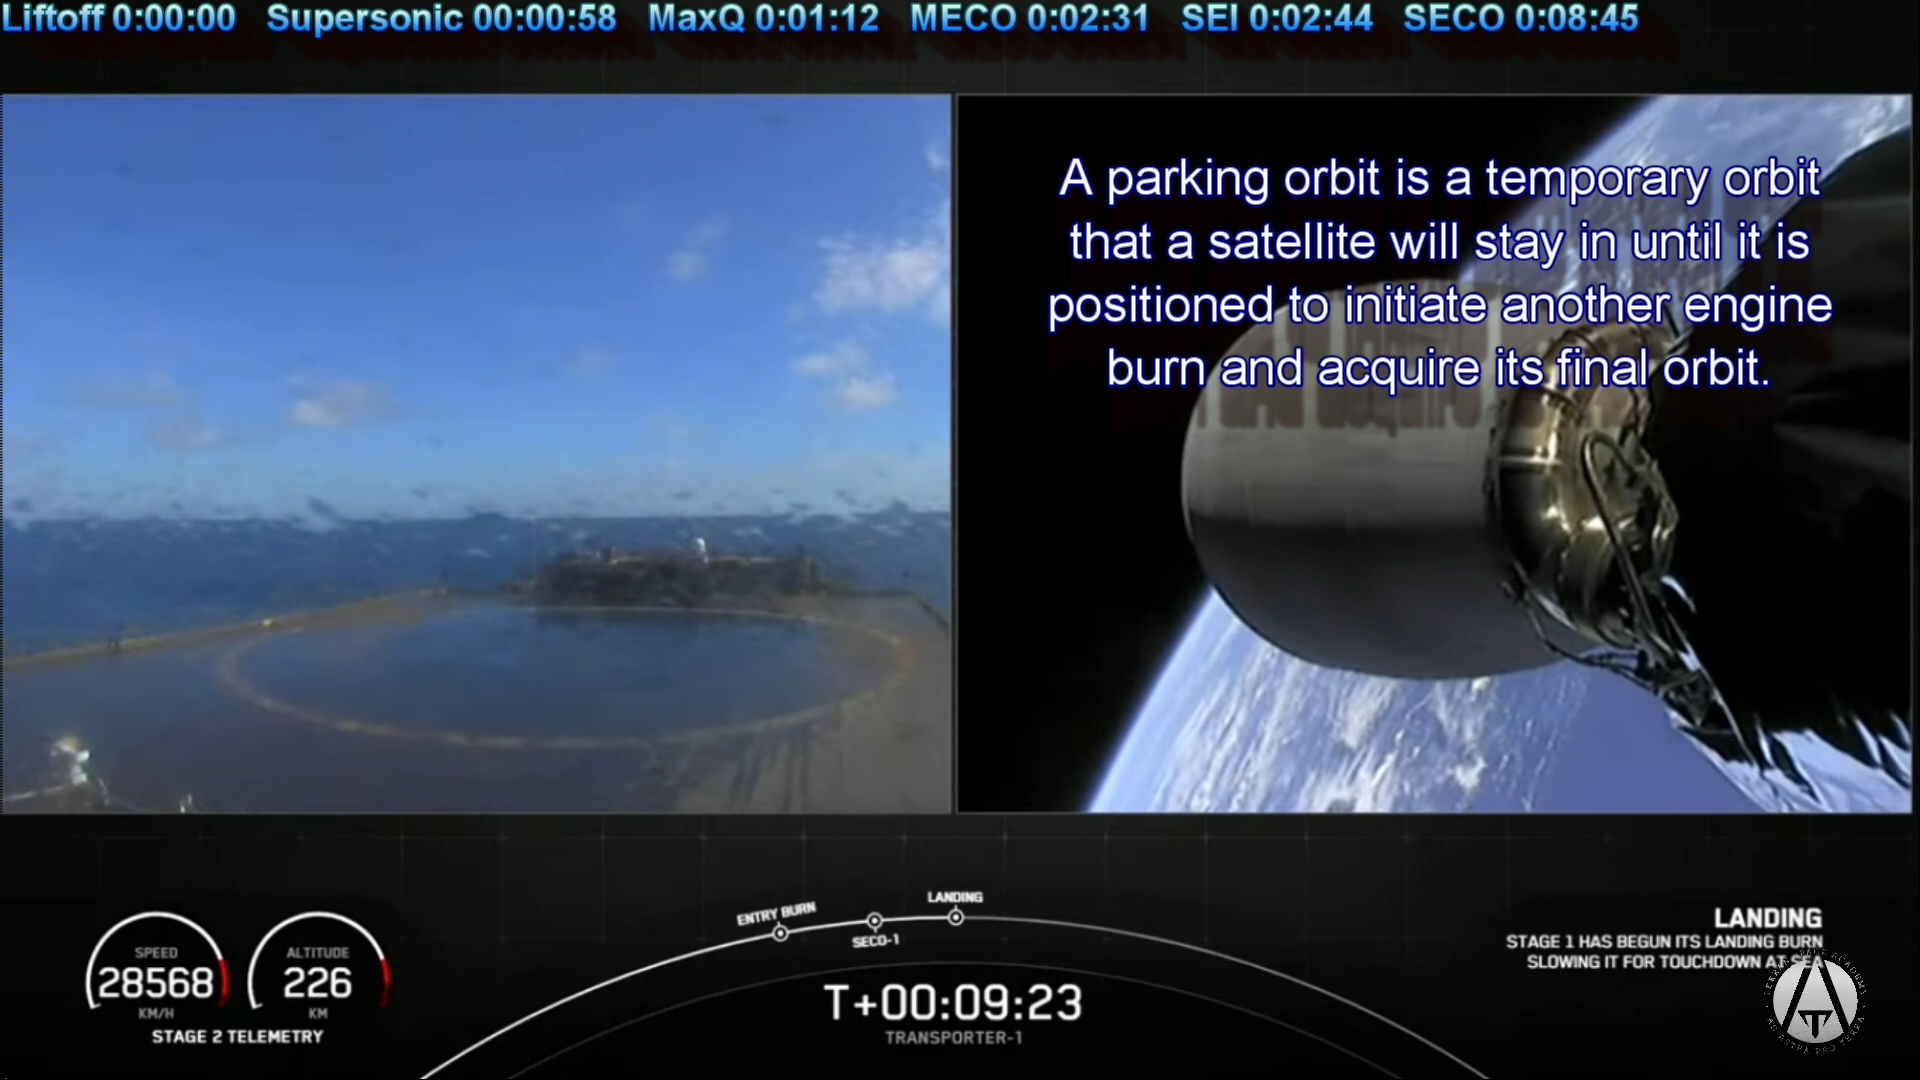 Liftoff 0:00:00 Supersonic 00:00:58 MaxQ 0:01:12 MECO 0:02:31 SEI 0:02:44 SECO 0:08:45
A parking orbit is a temporary orbit
that a satellite will stay in until it is
positioned to initiate another engine
burn and acquire its final orbit.
SPEED
28568
KM/H
ALTITUDE
226
KM
STAGE 2 TELEMETRY
ENTRY BURN
SECO-1
LANDING
T+00:09:23
TRANSPORTER-1
LANDING
STAGE 1 HAS BEGUN ITS LANDING BURN
SLOWING IT FOR TOUCHDOWN AT SEA